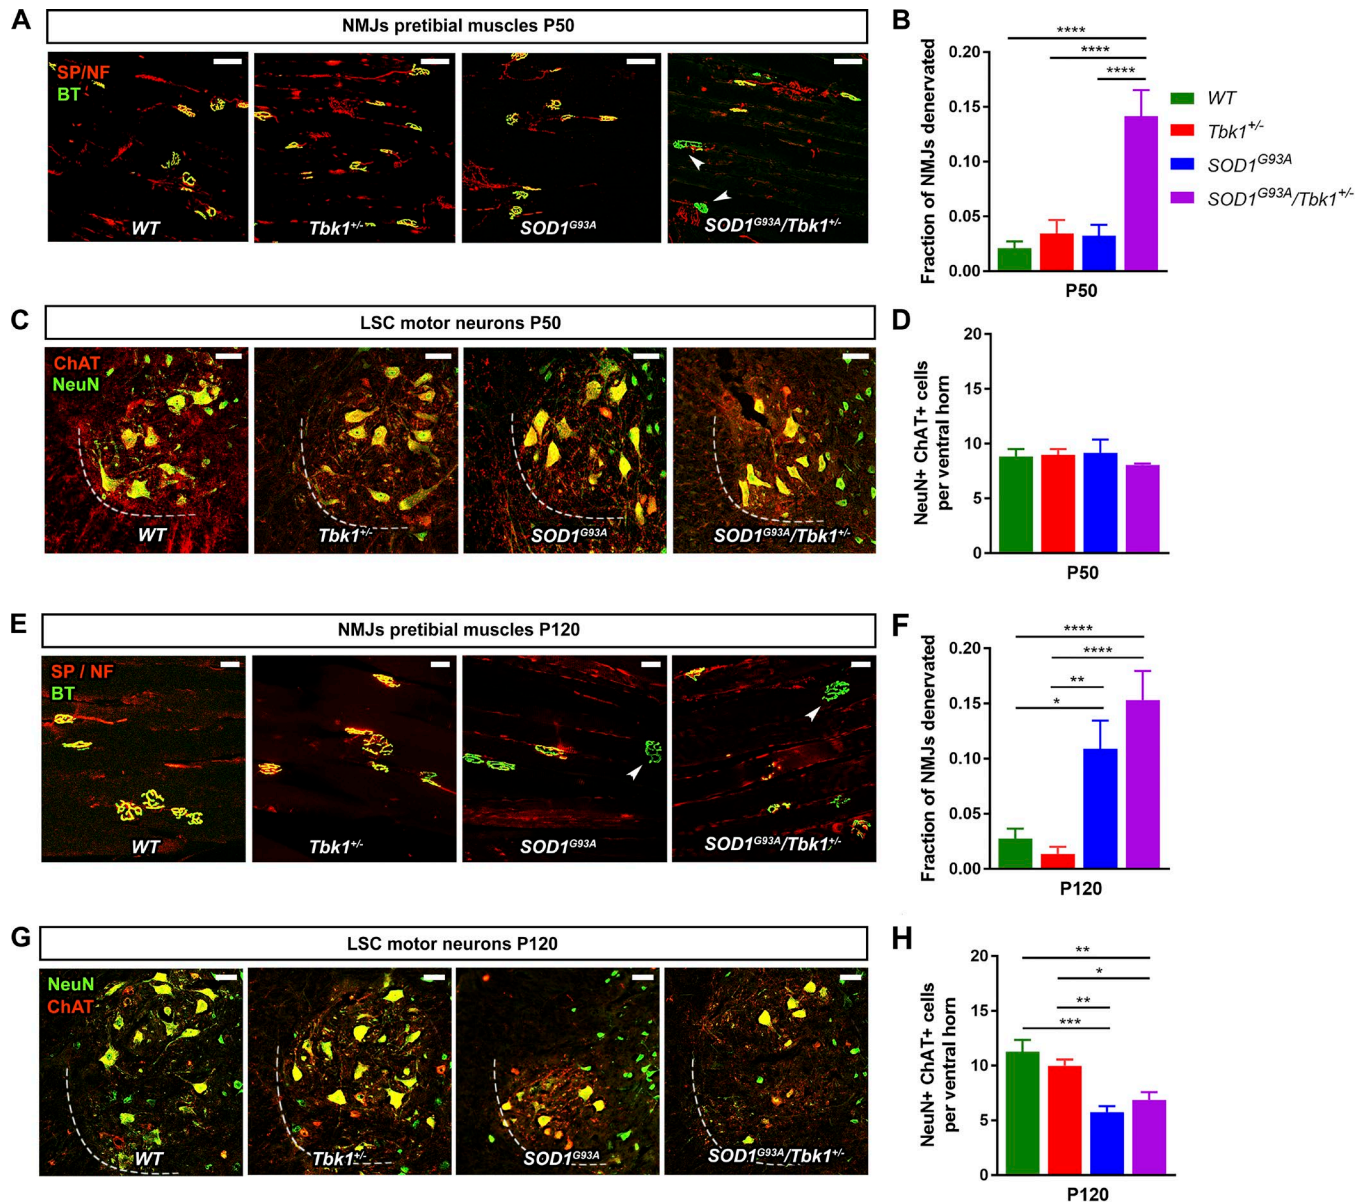 A
NMJs pretibial muscles P50
SP/NF
BT
WT
Tbk1+/-
SOD1G93A
SOD1G93A/Tbk1+/-
B
****
****
****
Fraction of NMJs denervated
0.20
0.15
0.10
0.05
0.00
P50
WT
Tbk1+/-
SOD1G93A
SOD1G93A/Tbk1+/-
C
LSC motor neurons P50
ChAT
NeuN
WT
Tbk1+/-
SOD1G93A
SOD1G93A/Tbk1+/-
D
NeuN+ ChAT+ cells
per ventral horn
20
15
10
5
0
P50
E
NMJs pretibial muscles P120
SP / NF
BT
WT
Tbk1+/-
SOD1G93A
SOD1G93A/Tbk1+/-
F
****
****
**
*
Fraction of NMJs denervated
0.20
0.15
0.10
0.05
0.00
P120
G
LSC motor neurons P120
NeuN
ChAT
WT
Tbk1+/-
SOD1G93A
SOD1G93A/Tbk1+/-
H
**
*
**
***
NeuN+ ChAT+ cells
per ventral horn
20
15
10
5
0
P120